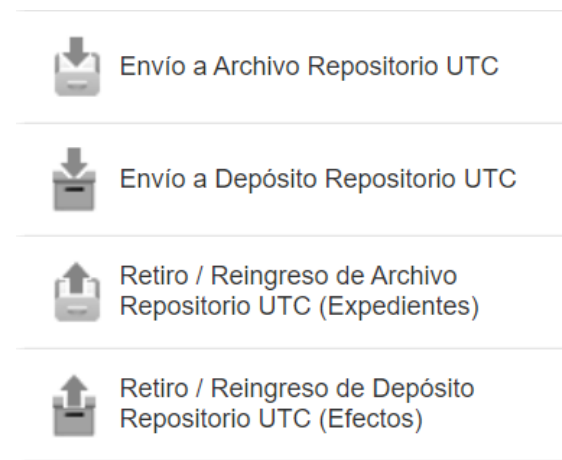 Envío a Archivo Repositorio UTC
Envío a Depósito Repositorio UTC
Retiro / Reingreso de Archivo
Repositorio UTC (Expedientes)
Retiro / Reingreso de Depósito
Repositorio UTC (Efectos)